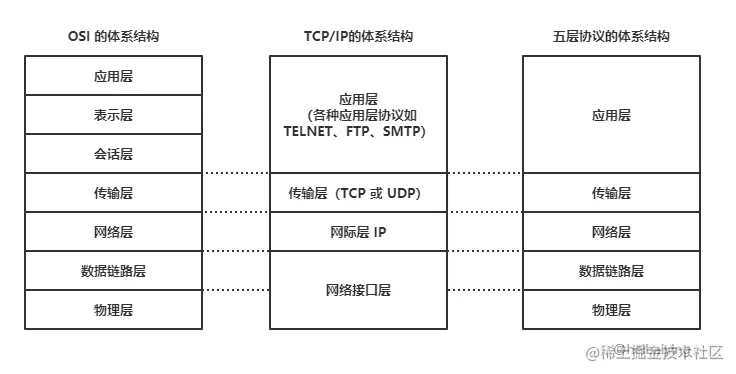 OSI 的体系结构
应用层
表示层
会话层
传输层
网络层
数据链路层
物理层
TCP/IP的体系结构
应用层
(各种应用层协议如
TELNET、FTP、SMTP)
传输层（TCP 或 UDP）
网际层 IP
网络接口层
五层协议的体系结构
应用层
传输层
网络层
数据链路层
物理层
@稀土掘金技术社区